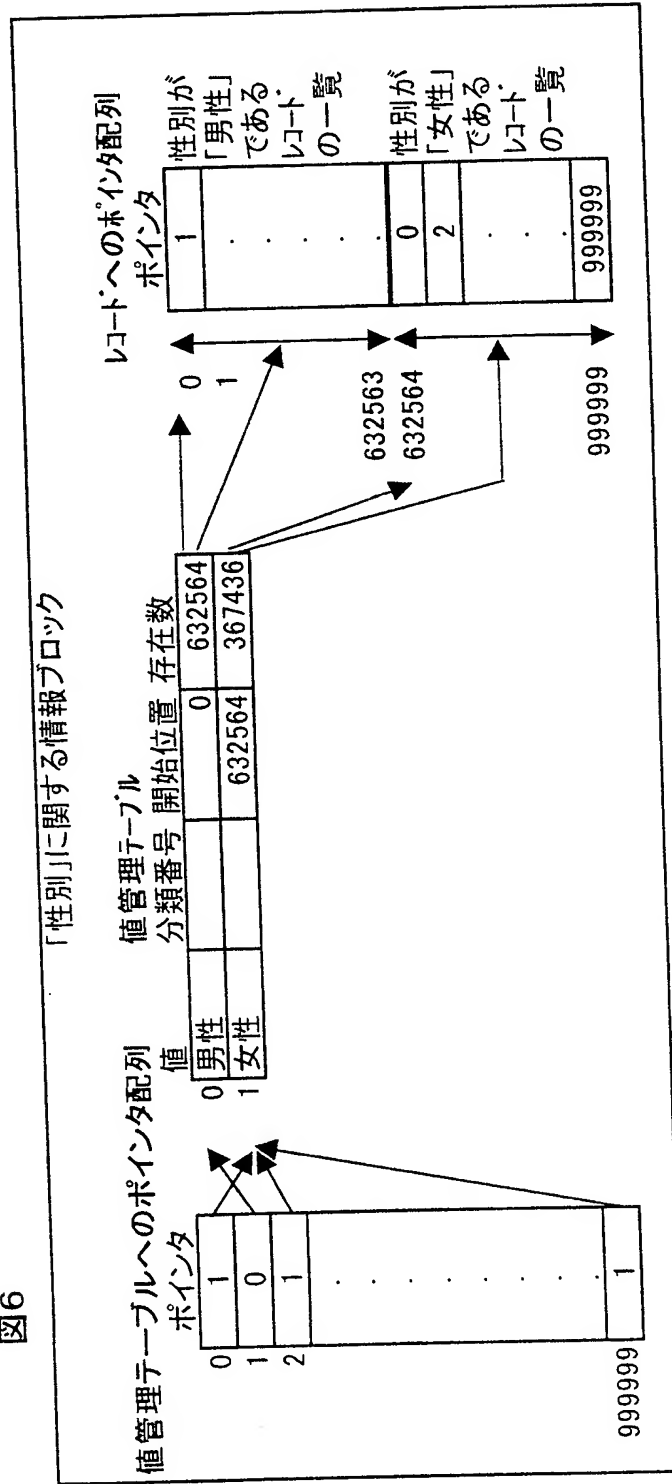 図6
「性別」に関する情報ブロック
値管理テーブルへのポインタ配列
ポインタ
0 1
1 0
2 1
999999 1
値管理テーブル
値 分類番号 開始位置 存在数
0 男性 0 632564
1 女性 632564 367436
レコードへのポインタ配列
ポインタ
0 1
1
632563
632564 0
2
999999 999999
性別が
「男性」
である
レコード
の一覧
性別が
「女性」
である
レコード
の一覧